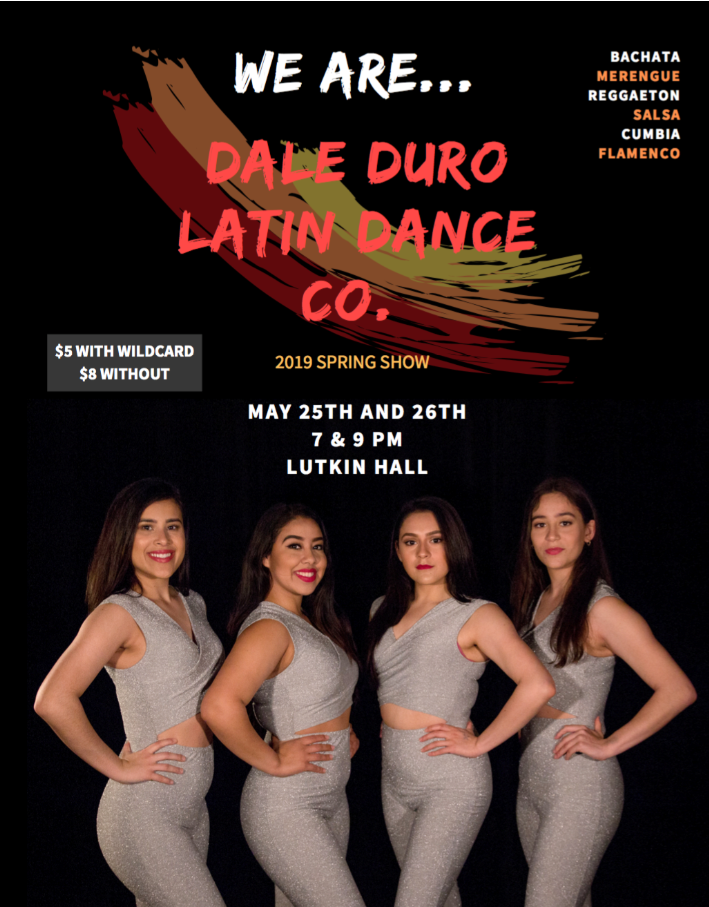 WE ARE...
BACHATA
MERENGUE
REGGAETON
SALSA
CUMBIA
FLAMENCO
DALE DURO
LATIN DANCE
CO.
$5 WITH WILDCARD
$8 WITHOUT
2019 SPRING SHOW
MAY 25TH AND 26TH
7 & 9 PM
LUTKIN HALL